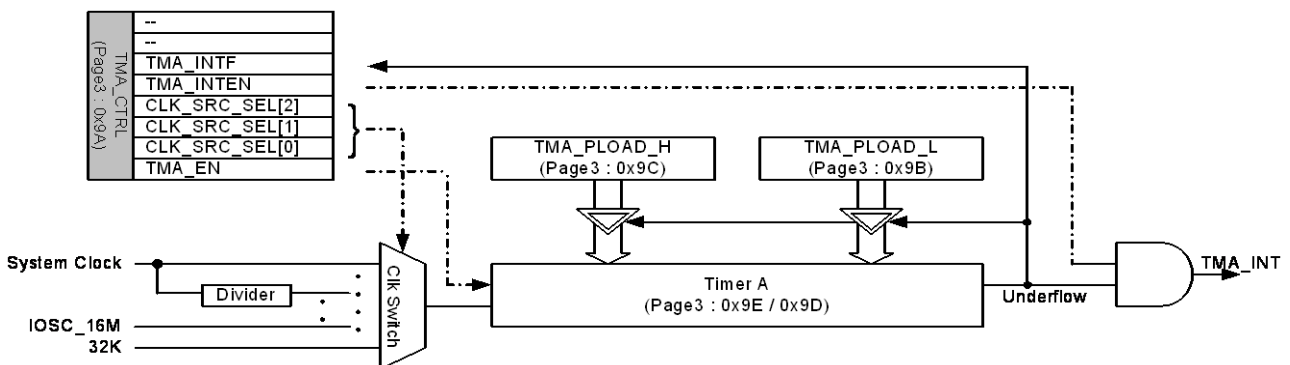 TMA_CTRL
(Page3 : 0x9A)
--
--
TMA_INTF
TMA_INTEN
CLK_SRC_SEL[2]
CLK_SRC_SEL[1]
CLK_SRC_SEL[0]
TMA_EN
TMA_PLOAD_H
(Page3 : 0x9C)
TMA_PLOAD_L
(Page3 : 0x9B)
System Clock
Divider
IOSC_16M
32K
Clk Switch
Timer A
(Page3 : 0x9E / 0x9D)
Underflow
TMA_INT